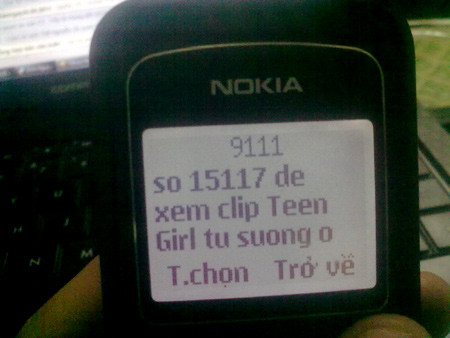 NOKIA
9111
so 15117 de
xem clip Teen
Girl tu suong o
T.chọn Trở về